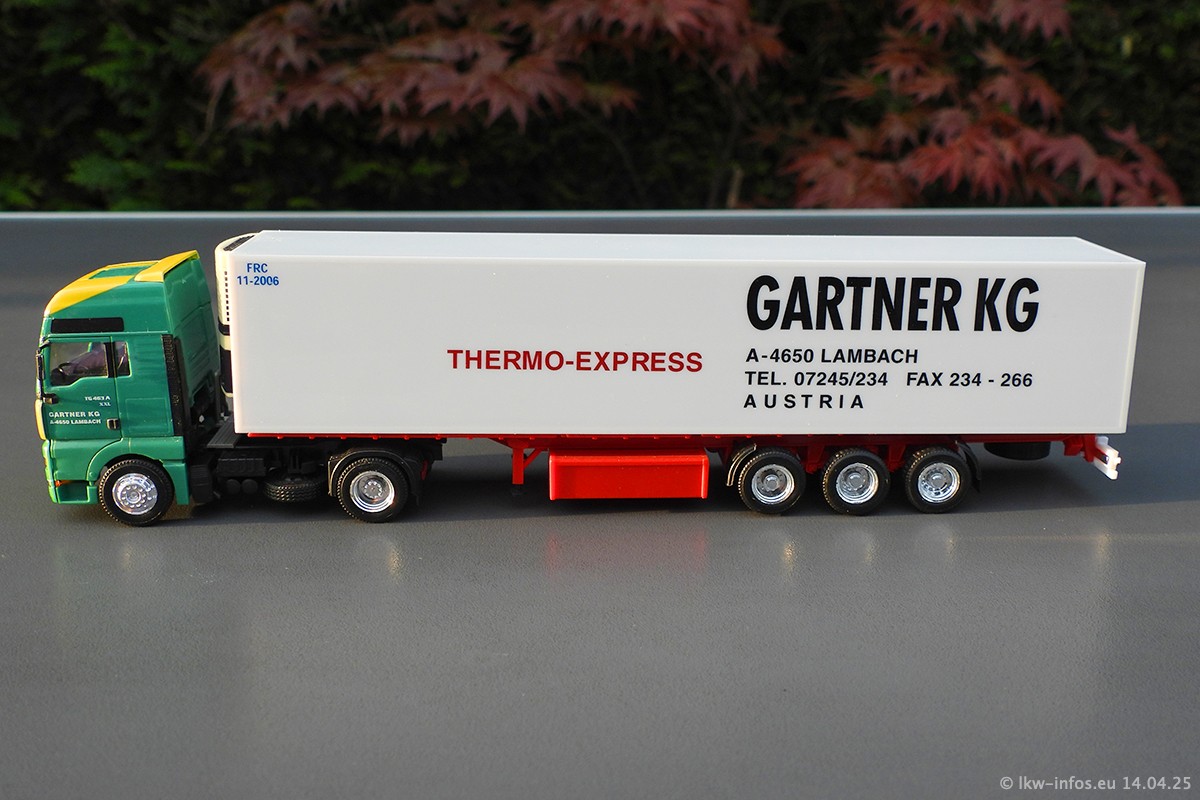 FRC
11-2006
GARTNER KG
THERMO-EXPRESS
A-4650 LAMBACH
TEL. 07245/234 FAX 234 - 266
AUSTRIA
XXL
GARTNER KG
A-4650 LAMBACH
© lkw-infos.eu 14.04.25